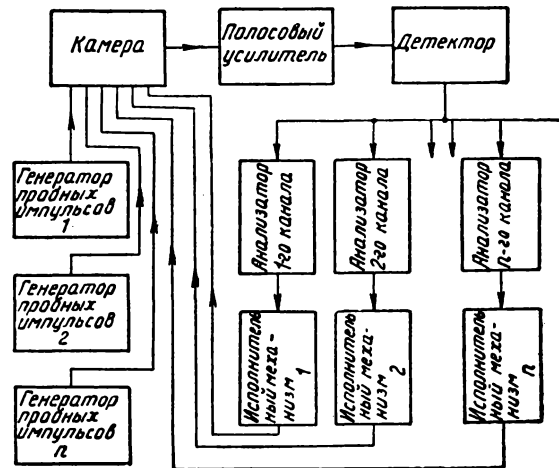 Камера
Полосовый
усилитель
Детектор
Генератор
пробных
импульсов
1
Генератор
пробных
импульсов
2
Генератор
пробных
импульсов
n
Анализатор
1-го канала
Анализатор
2-го канала
Анализатор
n-го канала
Исполнитель
ный меха-
низм 1
Исполнитель
ный меха-
низм 2
Исполнитель
ный меха-
низм n